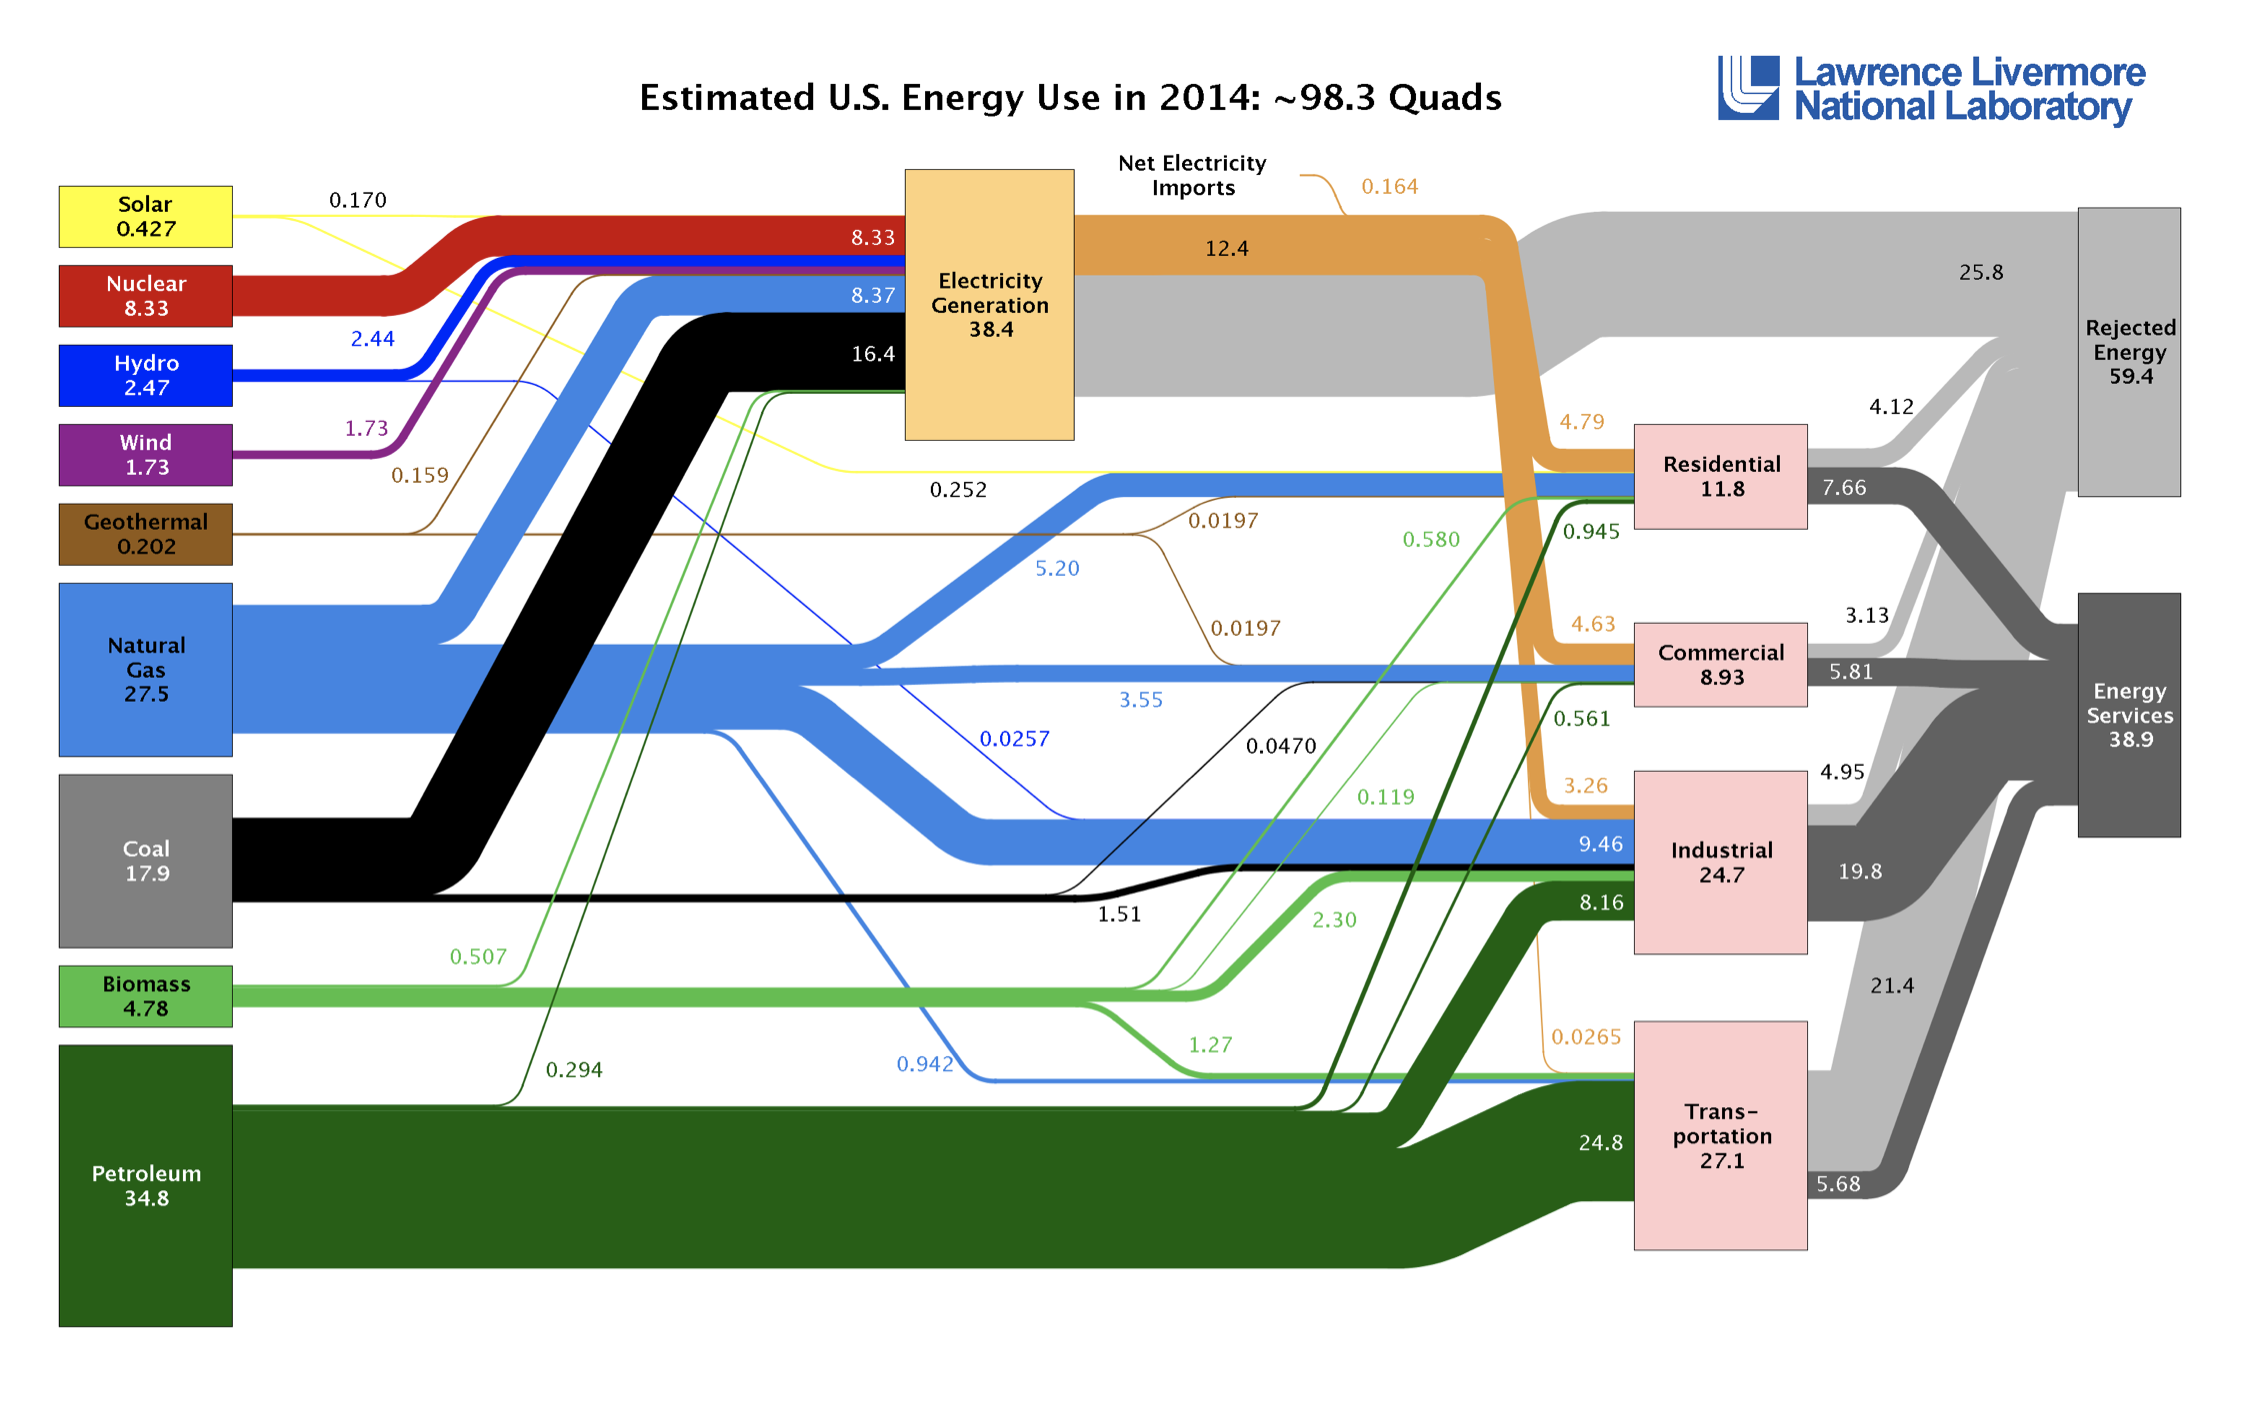 Estimated U.S. Energy Use in 2014: ~98.3 Quads
Lawrence Livermore
National Laboratory
Net Electricity
Imports
0.164
Solar
0.427
0.170
Nuclear
8.33
8.33
Hydro
2.47
2.44
Wind
1.73
1.73
Geothermal
0.202
0.159
Natural
Gas
27.5
8.37
Coal
17.9
16.4
Biomass
4.78
0.507
Petroleum
34.8
0.294
Electricity
Generation
38.4
12.4
25.8
0.252
0.0197
5.20
0.0197
3.55
0.0257
0.0470
0.119
0.580
0.945
0.561
1.51
2.30
1.27
0.942
4.79
4.63
3.26
9.46
8.16
0.0265
24.8
Residential
11.8
4.12
7.66
Commercial
8.93
3.13
5.81
Industrial
24.7
4.95
19.8
Trans-
portation
27.1
21.4
5.68
Rejected
Energy
59.4
Energy
Services
38.9